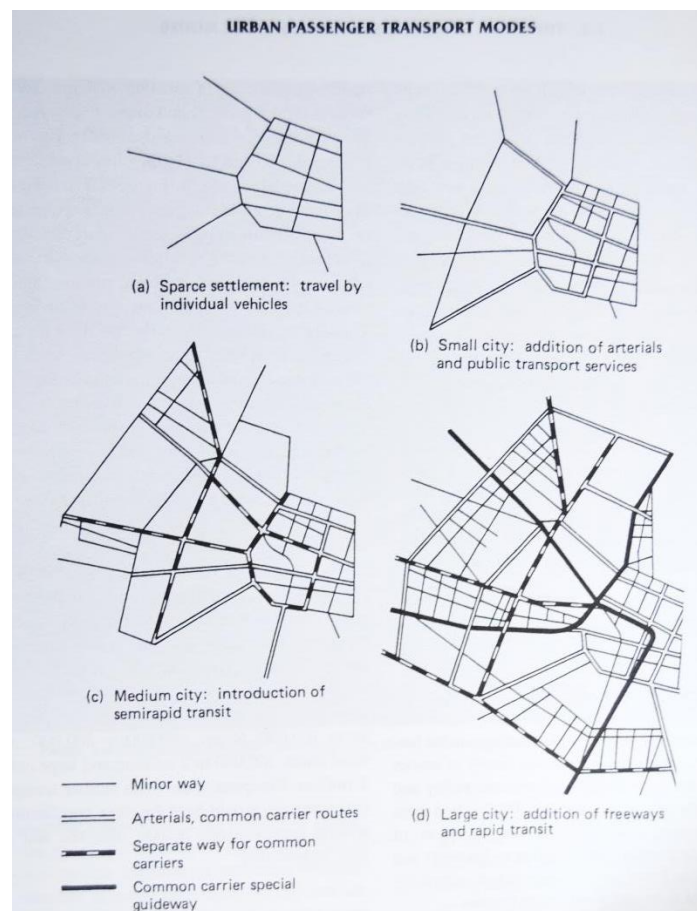 URBAN PASSENGER TRANSPORT MODES
(a) Sparce settlement: travel by
individual vehicles
(b) Small city: addition of arterials
and public transport services
(c) Medium city: introduction of
semirapid transit
(d) Large city: addition of freeways
and rapid transit
Minor way
Arterials, common carrier routes
Separate way for common
carriers
Common carrier special
guideway